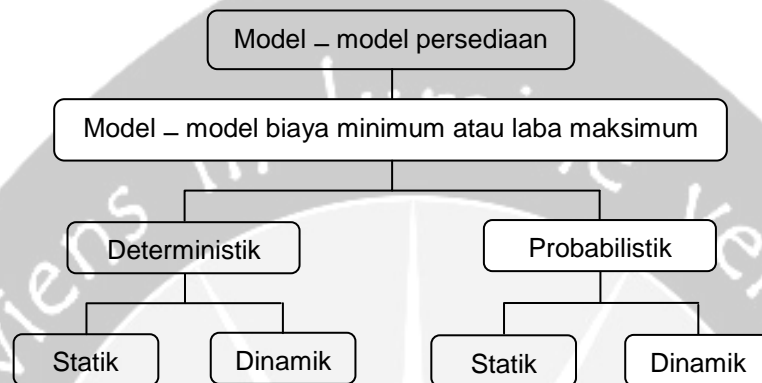 Model – model persediaan
Model – model biaya minimum atau laba maksimum
Deterministik
Probabilistik
Statik
Dinamik
Statik
Dinamik